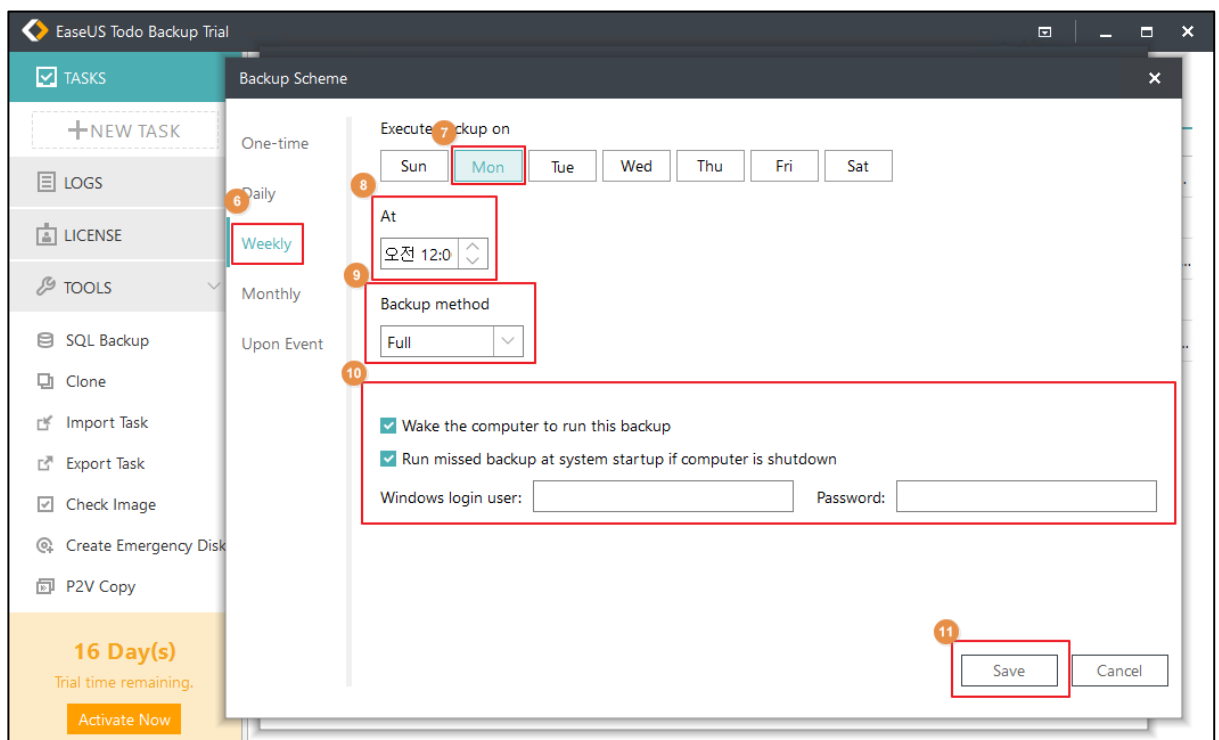 EaseUS Todo Backup Trial
TASKS
NEW TASK
LOGS
LICENSE
TOOLS
SQL Backup
Clone
Import Task
Export Task
Check Image
Create Emergency Disk
P2V Copy
16 Day(s)
Trial time remaining.
Activate Now
Backup Scheme
One-time
Daily
6
Weekly
Monthly
Upon Event
Execute ckup on
7
Sun Mon Tue Wed Thu Fri Sat
8
At
오전 12:0
9
Backup method
Full
10
Wake the computer to run this backup
Run missed backup at system startup if computer is shutdown
Windows login user: Password:
11
Save Cancel